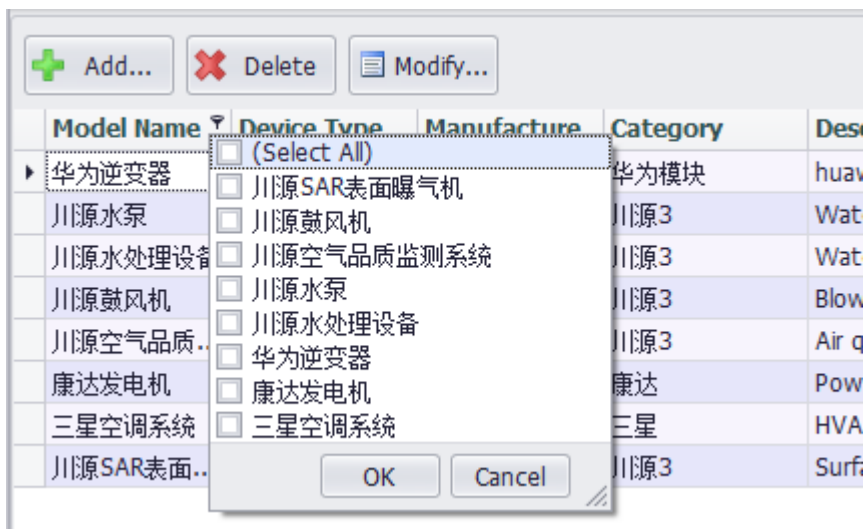 Add...
Delete
Modify...
Model Name
Device Type
Manufacture
Category
Des
(Select All)
华为逆变器
华为模块
huaw
川源SAR表面曝气机
川源水泵
川源鼓风机
川源3
Wat
川源水处理设备
川源空气品质监测系统
川源3
Wat
川源鼓风机
川源水泵
川源3
Blow
川源空气品质..
川源水处理设备
川源3
Air q
华为逆变器
康达发电机
康达发电机
康达
Pow
三星空调系统
三星空调系统
三星
HVA
川源SAR表面..
川源3
Surfa
OK
Cancel